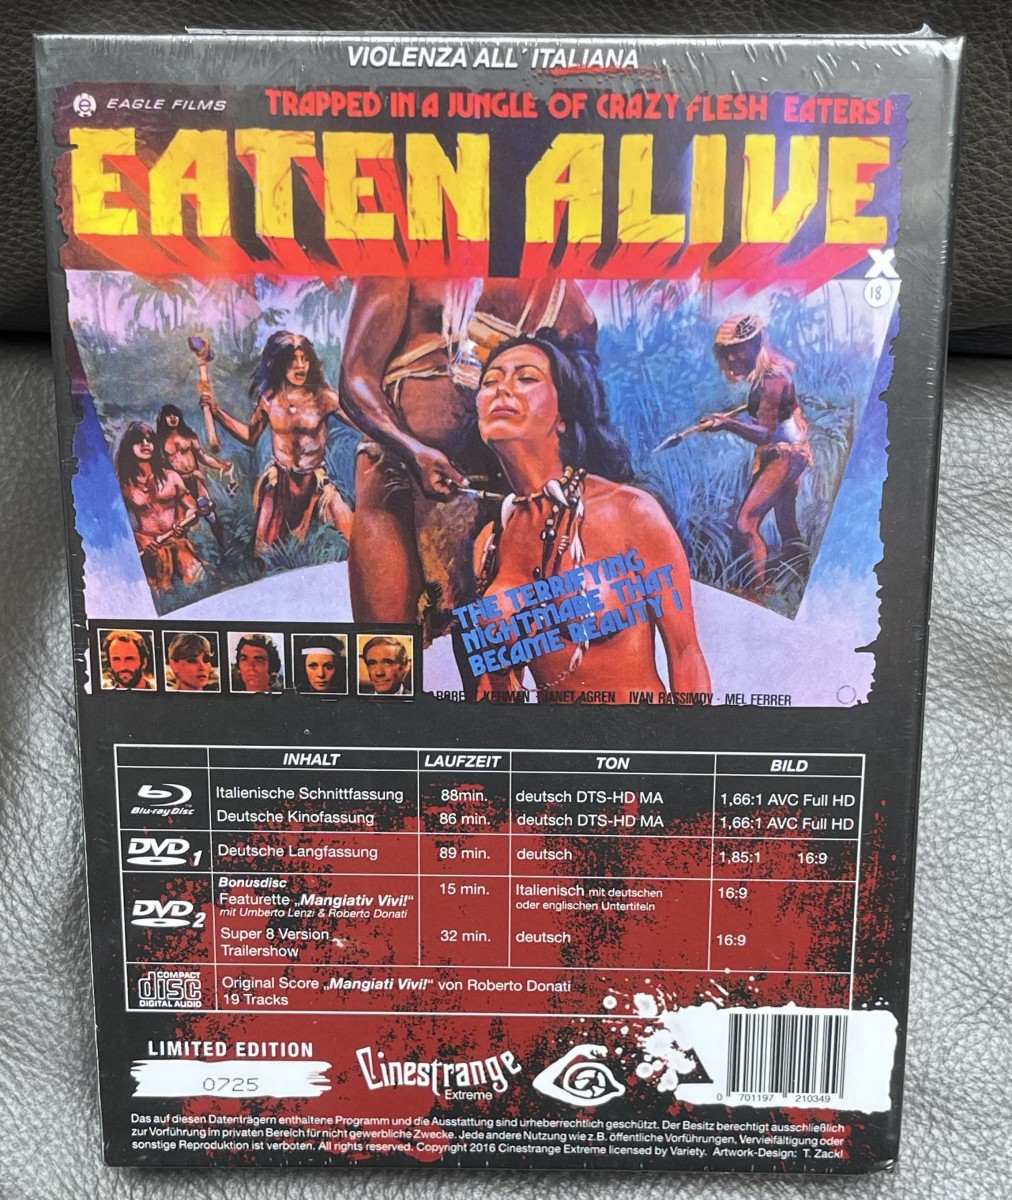 VIOLENZA ALL' ITALIANA
e EAGLE FILMS
TRAPPED IN A JUNGLE OF CRAZY FLESH EATERS!
EATEN ALIVE
X
18
THE TERRIFYING
NIGHTMARE THAT
BECAME REALITY!
ROBERT KERMAN · JANET AGREN IVAN RASSIMOV · MEL FERRER
INHALT LAUFZEIT TON BILD
Blu-ray Disc Italienische Schnittfassung 88min. deutsch DTS-HD MA 1,66:1 AVC Full HD
Deutsche Kinofassung 86 min. deutsch DTS-HD MA 1,66:1 AVC Full HD
DVD 1 Deutsche Langfassung 89 min. deutsch 1,85:1 16:9
DVD 2 Bonusdisc
Featurette „Mangiativ Vivi!“ 15 min. Italienisch mit deutschen 16:9
mit Umberto Lenzi & Roberto Donati oder englischen Untertiteln
Super 8 Version 32 min. deutsch 16:9
Trailershow
COMPACT disc DIGITAL AUDIO Original Score „Mangiati Vivi!“ von Roberto Donati
19 Tracks
LIMITED EDITION
0725
Cinestrange
Extreme
0 701197 210349
Das auf diesen Datenträgern enthaltene Programm und die Ausstattung sind urheberrechtlich geschützt. Der Besitz berechtigt ausschließlich
zur Vorführung im privaten Bereich für nicht gewerbliche Zwecke. Jede andere Nutzung wie z.B. öffentliche Vorführungen, Vervielfältigung oder
sonstige Reproduktion ist verboten. All rights reserved. Copyright 2016 Cinestrange Extreme licensed by Variety. Artwork-Design: T. Zackl